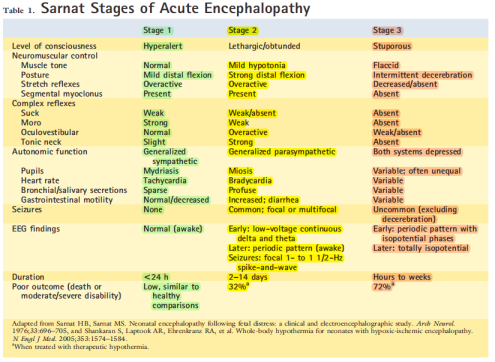 Table 1. Sarnat Stages of Acute Encephalopathy
Stage 1 Stage 2 Stage 3
Level of consciousness Hyperalert Lethargic/obtunded Stuporous
Neuromuscular control
Muscle tone Normal Mild hypotonia Flaccid
Posture Mild distal flexion Strong distal flexion Intermittent decerebration
Stretch reflexes Overactive Overactive Decreased/absent
Segmental myoclonus Present Present Absent
Complex reflexes
Suck Weak Weak/absent Absent
Moro Strong Weak Absent
Oculovestibular Normal Overactive Weak/absent
Tonic neck Slight Strong Absent
Autonomic function Generalized Generalized parasympathetic Both systems depressed
sympathetic
Pupils Mydriasis Miosis Variable; often unequal
Heart rate Tachycardia Bradycardia Variable
Bronchial/salivary secretions Sparse Profuse Variable
Gastrointestinal motility Normal/decreased Increased; diarrhea Variable
Seizures None Common; focal or multifocal Uncommon (excluding
decerebration)
EEG findings Normal (awake) Early: low-voltage continuous Early: periodic pattern with
delta and theta isopotential phases
Later: periodic pattern (awake) Later: totally isopotential
Seizures: focal 1- to 1 1/2-Hz
spike-and-wave
Duration <24 h 2–14 days Hours to weeks
Poor outcome (death or Low, similar to 32%a 72%a
moderate/severe disability) healthy
comparisons
Adapted from Sarnat HB, Sarnat MS. Neonatal encephalopathy following fetal distress: a clinical and electroencephalographic study. Arch Neurol.
1976;33:696–705, and Shankaran S, Laptook AR, Ehrenkranz RA, et al. Whole-body hypothermia for neonates with hypoxic-ischemic encephalopathy.
N Engl J Med. 2005;353:1574–1584.
aWhen treated with therapeutic hypothermia.